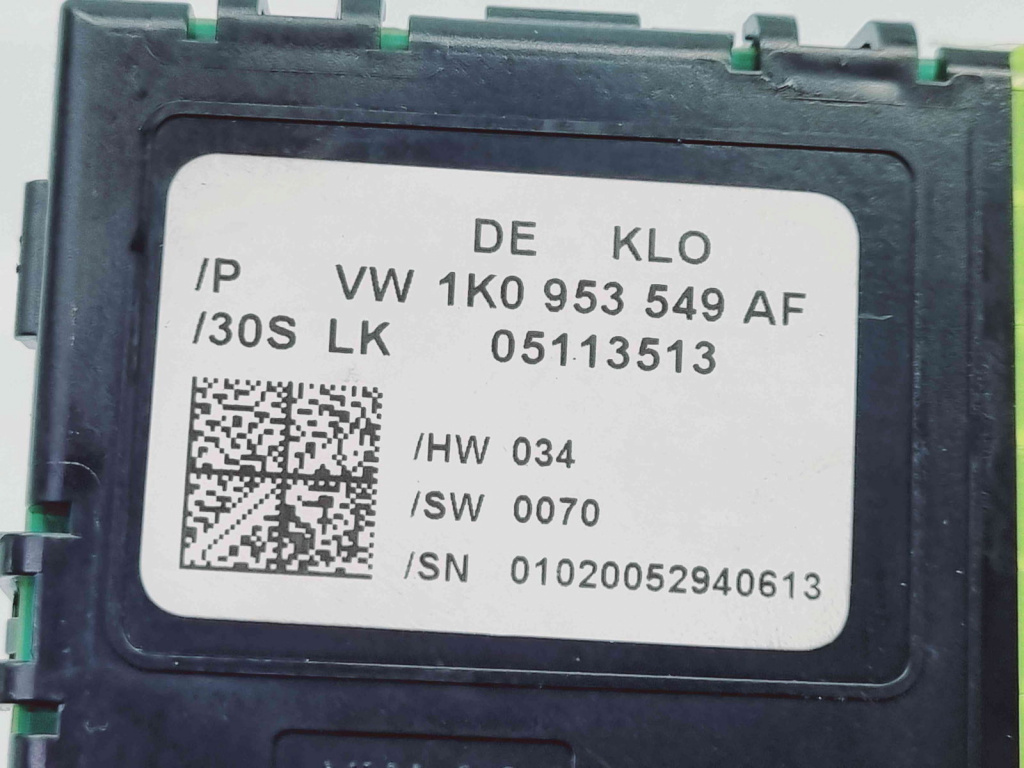 DE KLO
/P VW 1K0 953 549 AF
/30S LK 05113513
/HW 034
/SW 0070
/SN 01020052940613